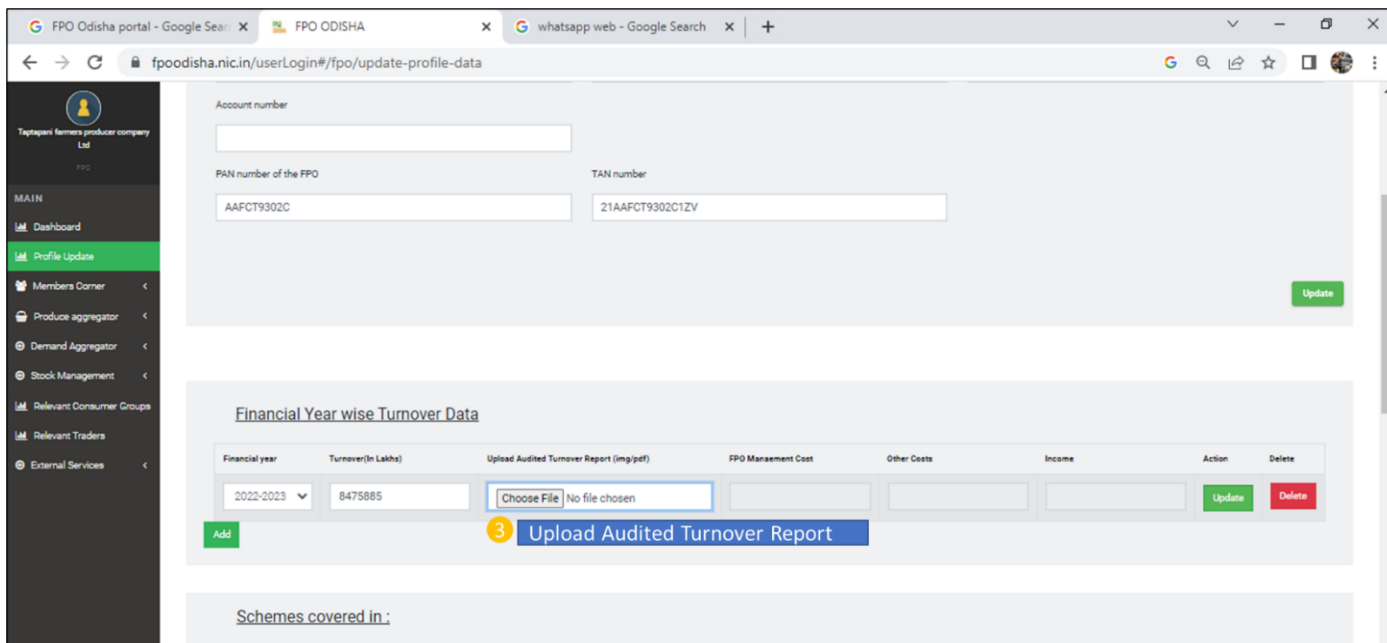 FPO Odisha portal - Google Sear
FPO ODISHA
whatsapp web - Google Search
fpoodisha.nic.in/userLogin#/fpo/update-profile-data
Taptapani farmers producer company
Ltd
FPO
MAIN
Dashboard
Profile Update
Members Corner
Produce aggregator
Demand Aggregator
Stock Management
Relevant Consumer Groups
Relevant Traders
External Services
Account number
PAN number of the FPO TAN number
AAFCT9302C 21AAFCT9302C1ZV
Update
Financial Year wise Turnover Data
Financial year Turnover(In Lakhs) Upload Audited Turnover Report (img/pdf) FPO Manaement Cost Other Costs Income Action Delete
2022-2023 8475885 Choose File No file chosen Update Delete
Add
3 Upload Audited Turnover Report
Schemes covered in :